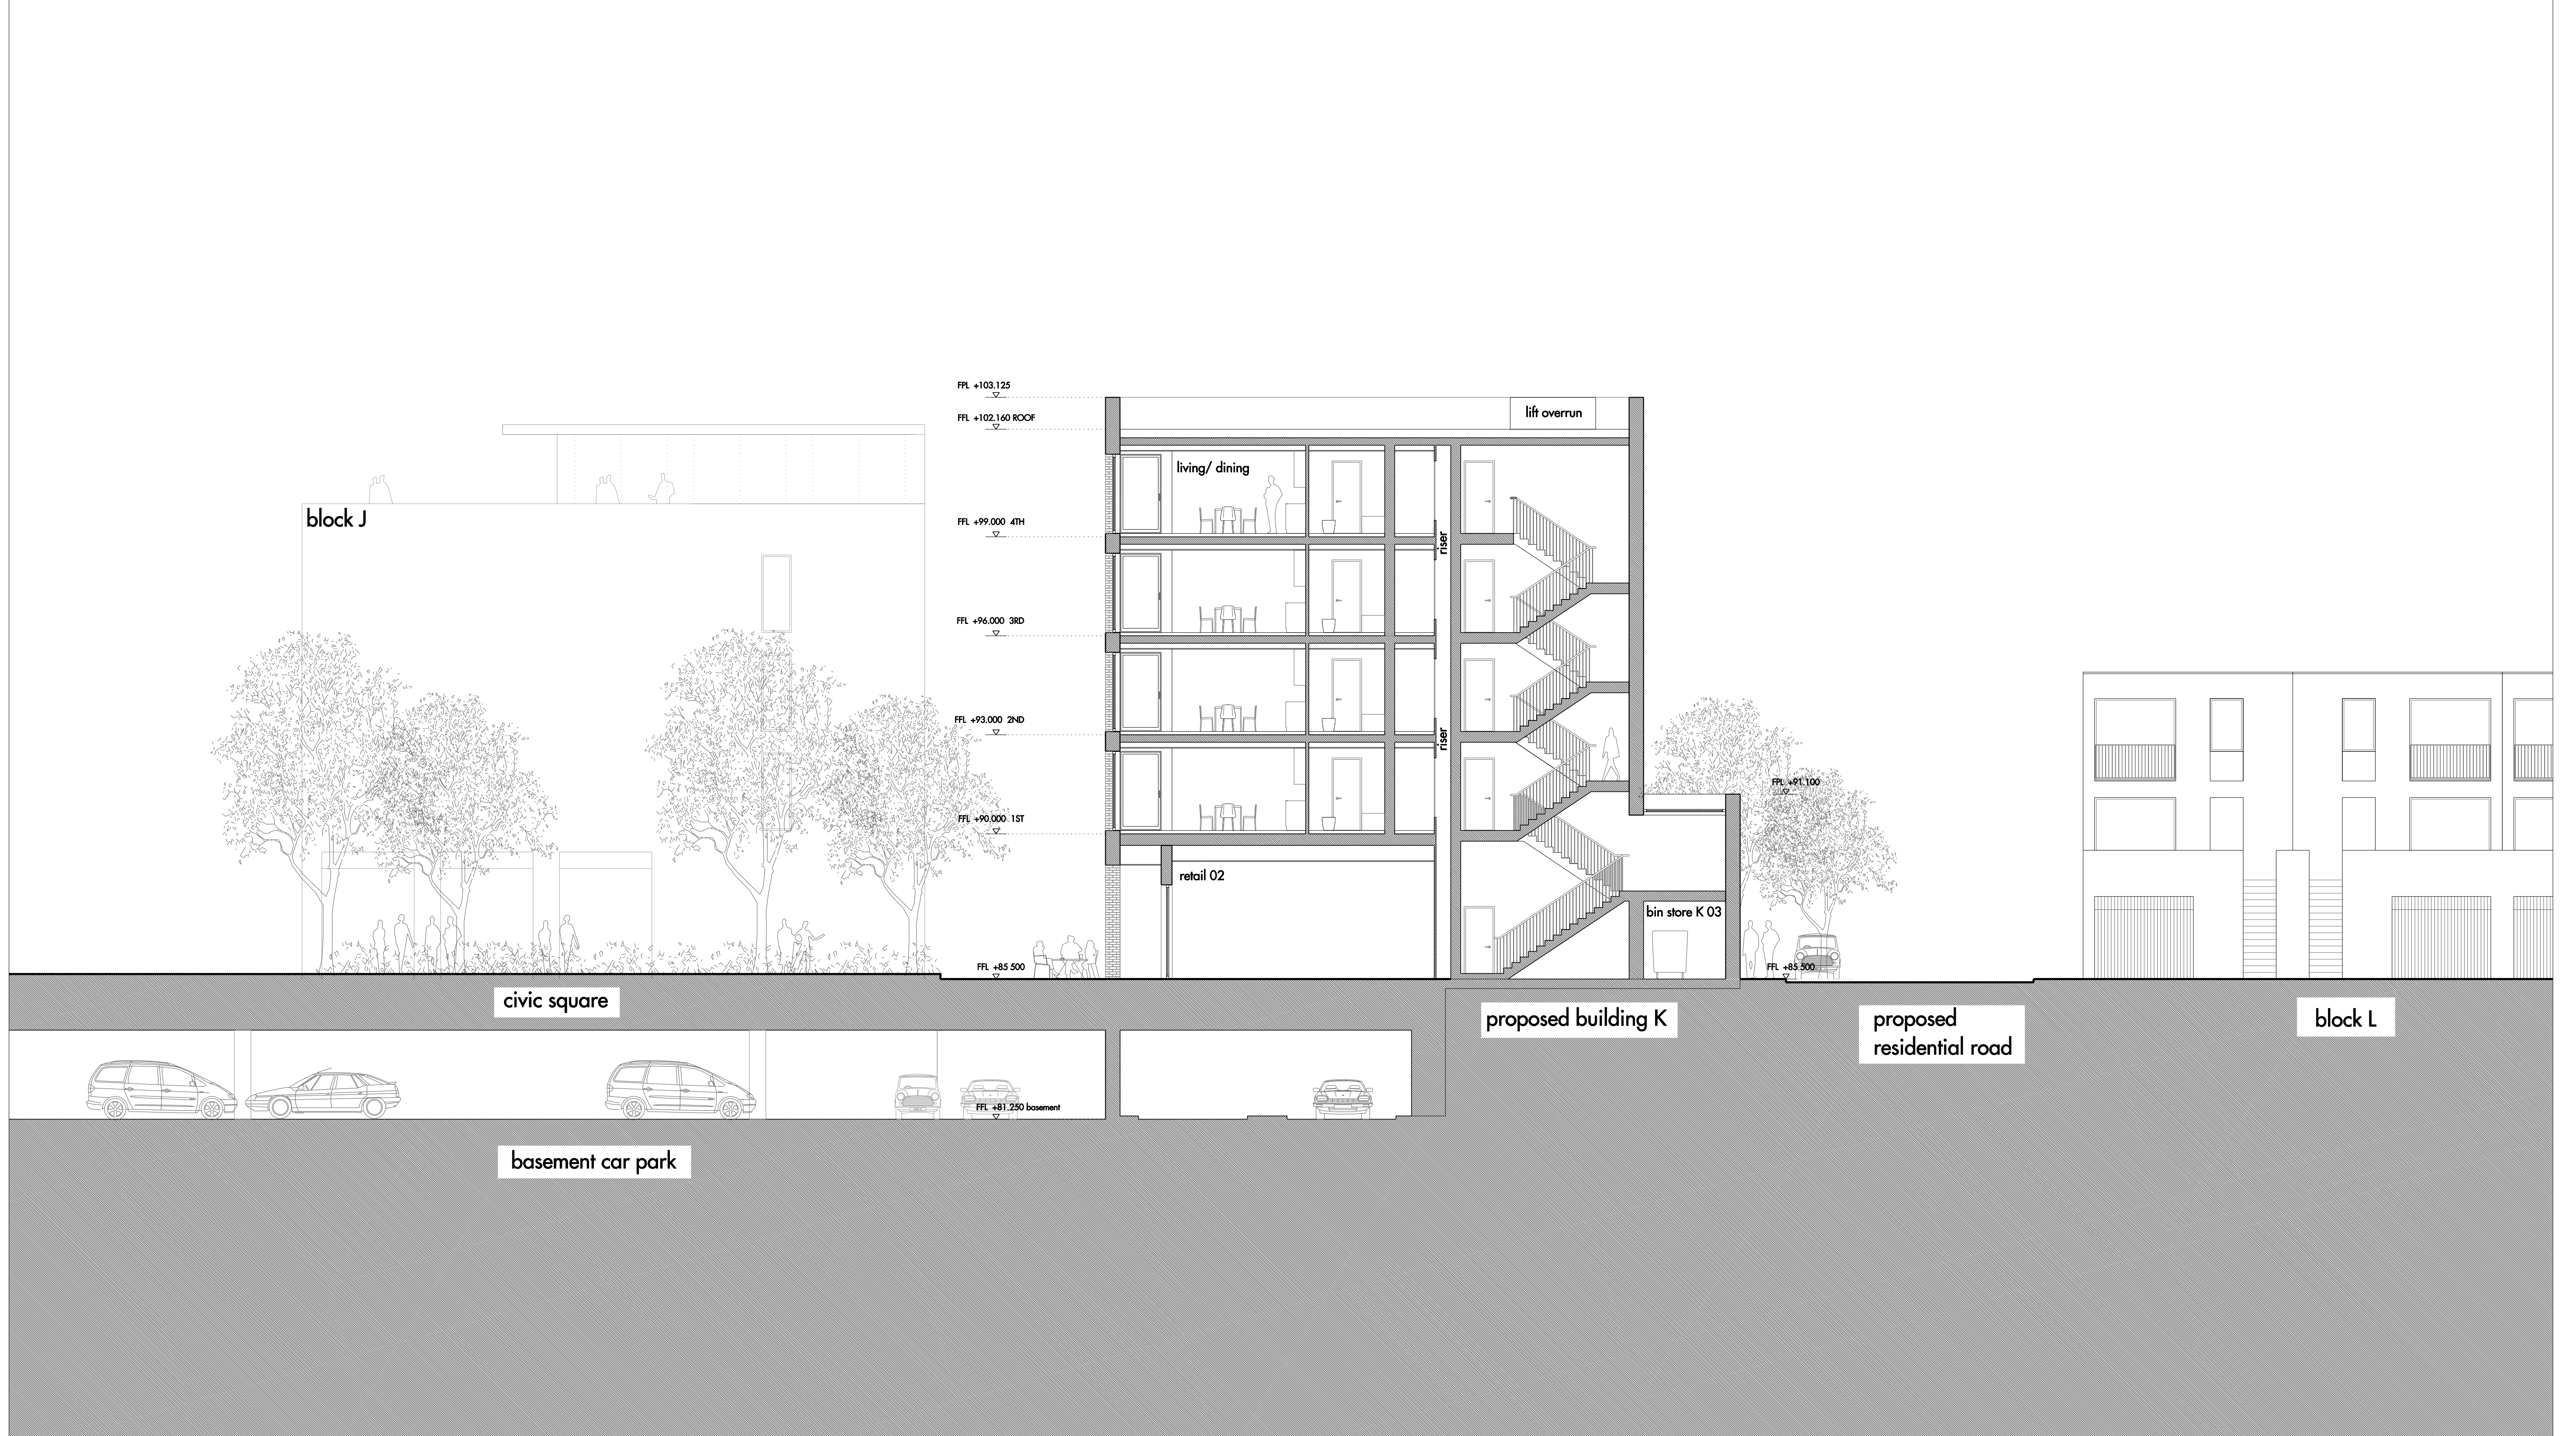 FPL +103.125
FFL +102.160 ROOF
lift overrun
living/ dining
block J
FFL +99.000 4TH
riser
FFL +96.000 3RD
FFL +93.000 2ND
riser
FPL +91.100
FFL +90.000 1ST
retail 02
bin store K 03
FFL +85 500
FFL +85 500
civic square
proposed building K
proposed
residential road
block L
FFL +81.250 basement
basement car park